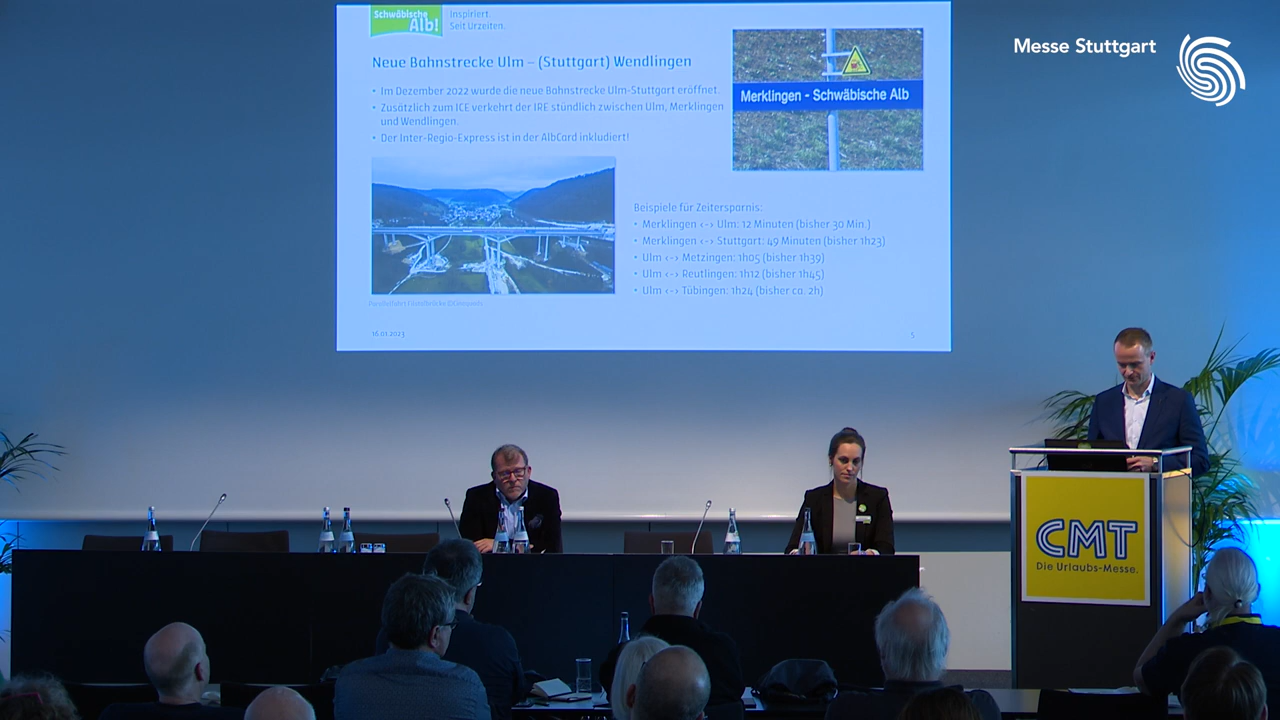 Schwäbische
Alb!
Inspiriert.
Seit Urzeiten.
Neue Bahnstrecke Ulm – (Stuttgart) Wendlingen
• Im Dezember 2022 wurde die neue Bahnstrecke Ulm-Stuttgart eröffnet.
• Zusätzlich zum ICE verkehrt der IRE stündlich zwischen Ulm, Merklingen
und Wendlingen.
• Der Inter-Regio-Express ist in der AlbCard inkludiert!
Merklingen - Schwäbische Alb
Beispiele für Zeitersparnis:
• Merklingen <-> Ulm: 12 Minuten (bisher 30 Min.)
• Merklingen <-> Stuttgart: 49 Minuten (bisher 1h23)
• Ulm <-> Metzingen: 1h05 (bisher 1h39)
• Ulm <-> Reutlingen: 1h12 (bisher 1h45)
• Ulm <-> Tübingen: 1h24 (bisher ca. 2h)
16.01.2023
5
Messe Stuttgart
CMT
Die Urlaubs-Messe.